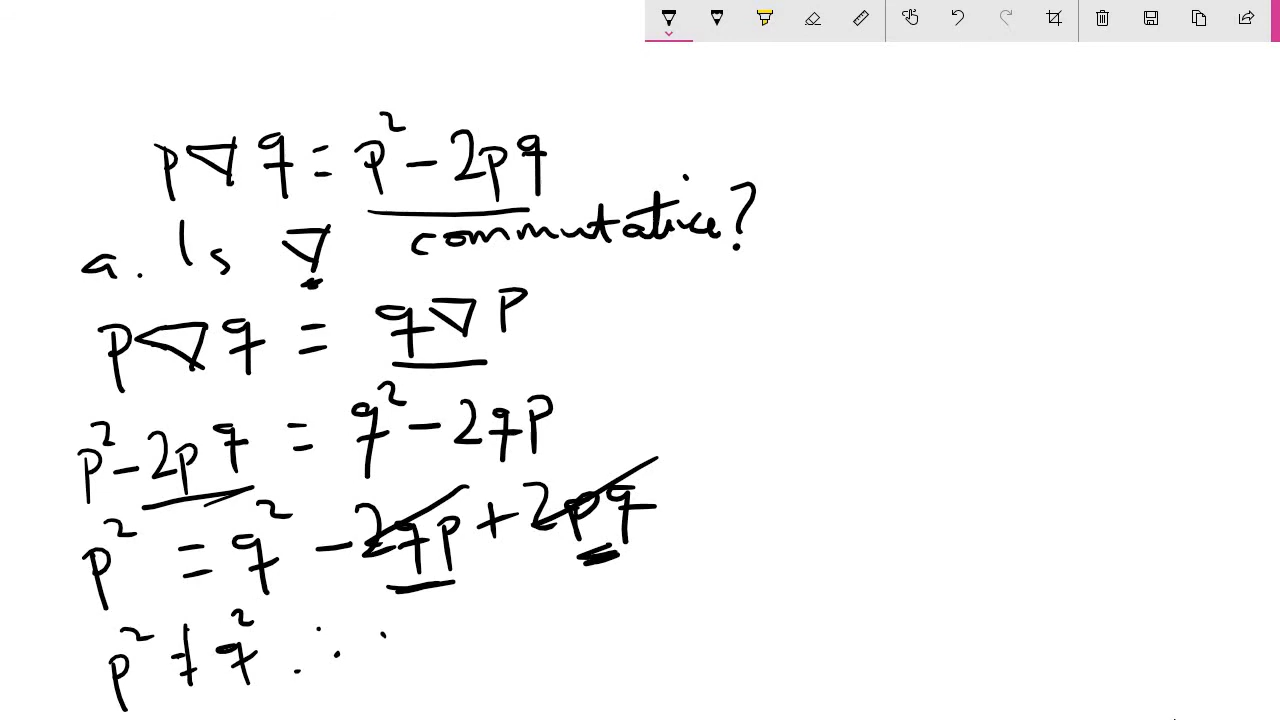 p ▽ q = p² - 2pq
a. Is ▽ commutative?
p ▽ q = q ▽ p
p² - 2pq = q² - 2qp
p² = q² - 2qp + 2pq
p² ≠ q² ∴